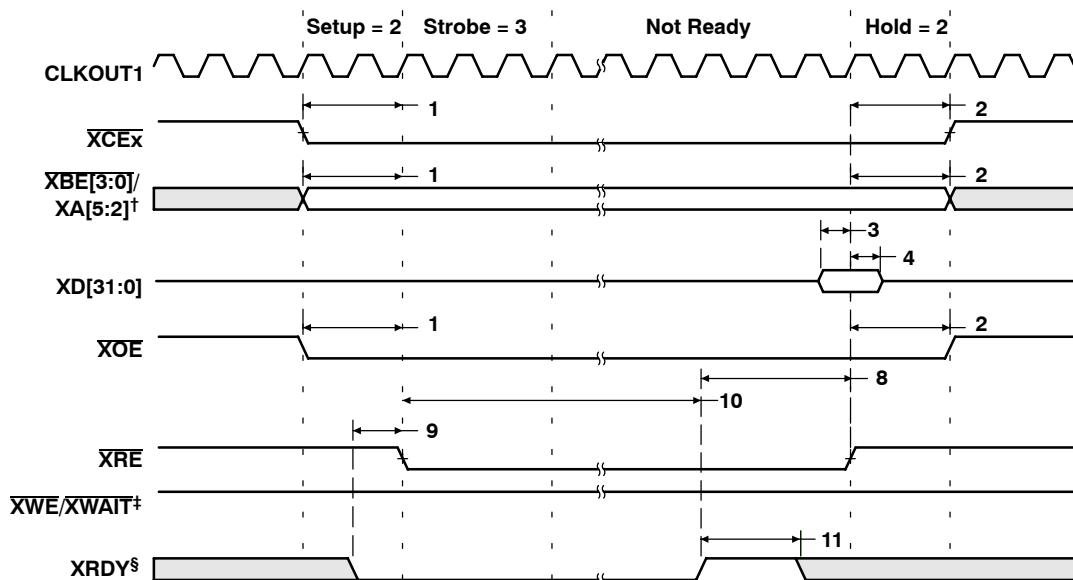 Setup = 2 Strobe = 3 Not Ready Hold = 2
CLKOUT1
1 2
XCEx
XBE[3:0]/ 1 2
XA[5:2]†
3
4
XD[31:0]
1 2
XOE
8
10
9
XRE
XWE/XWAIT‡
11
XRDY§